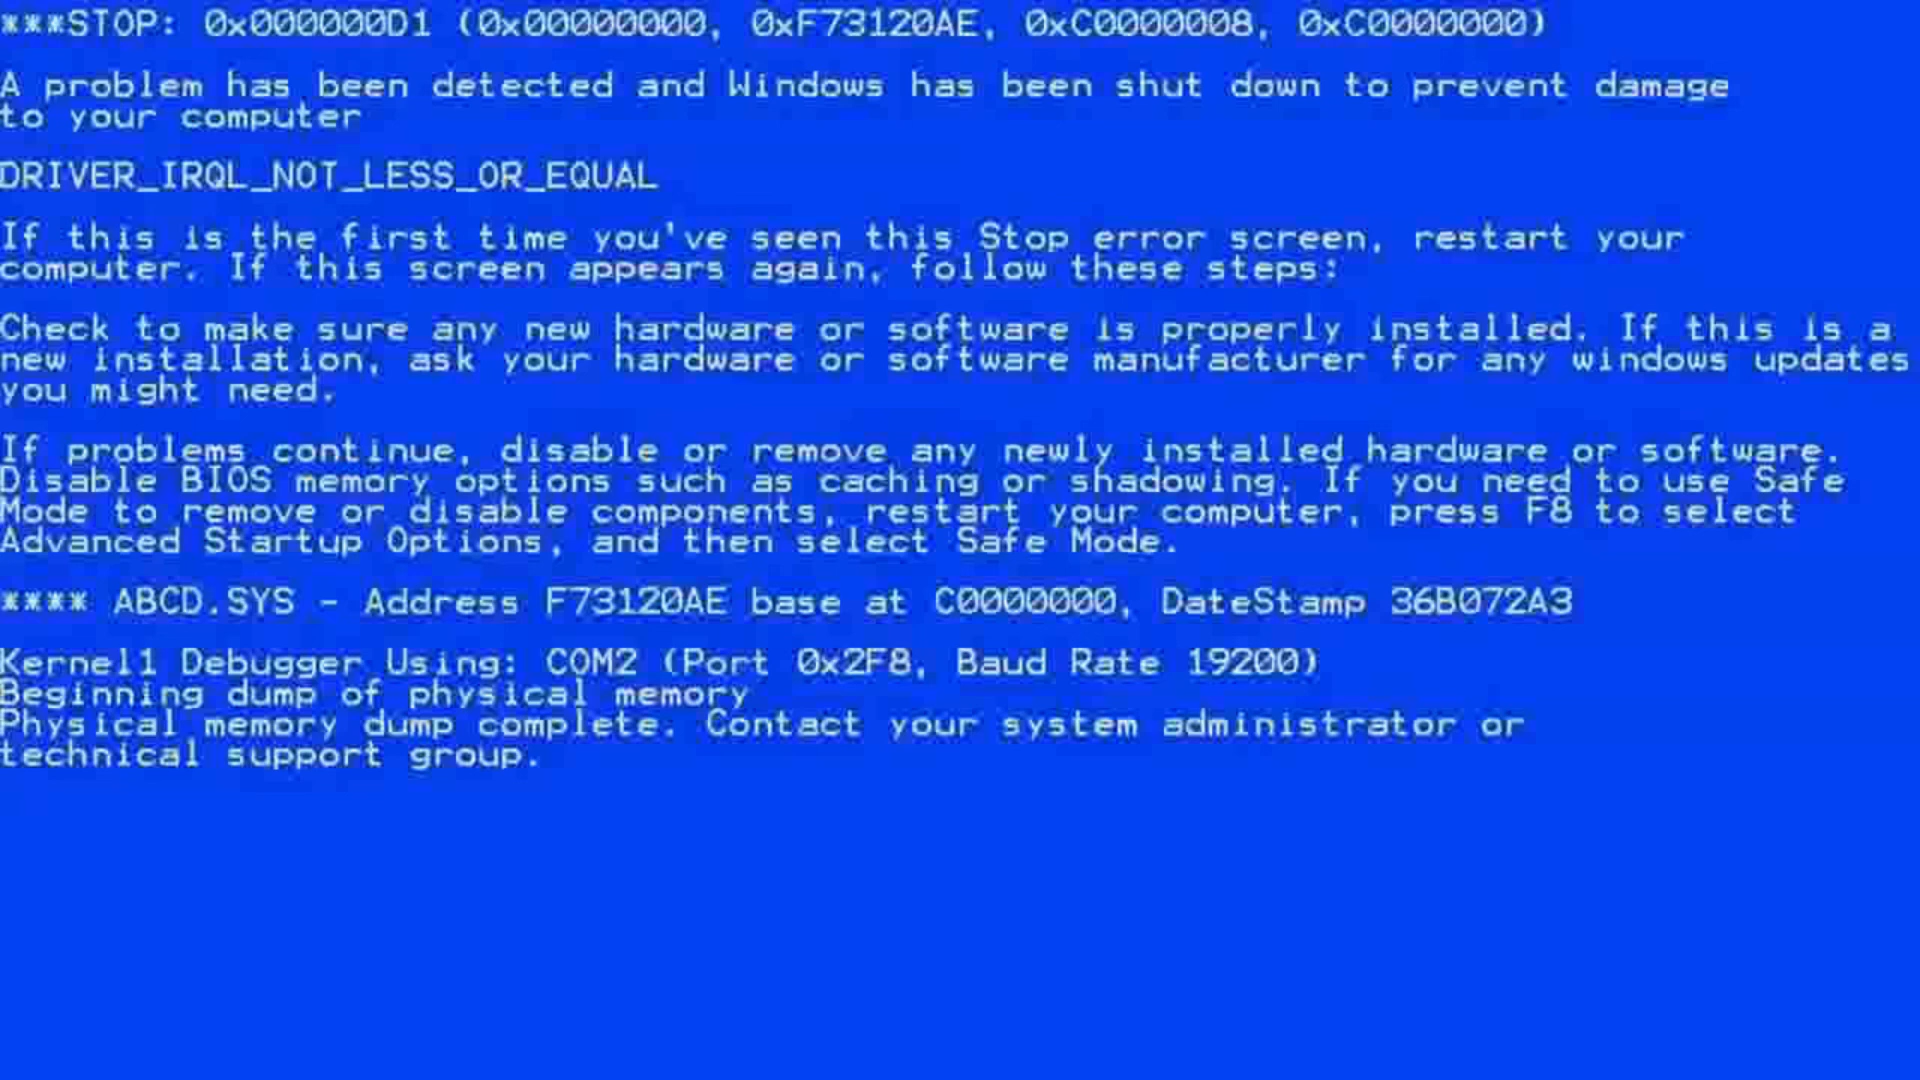 ***STOP: 0x000000D1 (0x00000000, 0xF73120AE, 0xC0000008, 0xC0000000)
A problem has been detected and Windows has been shut down to prevent damage
to your computer
DRIVER_IRQL_NOT_LESS_OR_EQUAL
If this is the first time you've seen this Stop error screen, restart your
computer. If this screen appears again, follow these steps:
Check to make sure any new hardware or software is properly installed. If this is a
new installation, ask your hardware or software manufacturer for any windows updates
you might need.
If problems continue, disable or remove any newly installed hardware or software.
Disable BIOS memory options such as caching or shadowing. If you need to use Safe
Mode to remove or disable components, restart your computer, press F8 to select
Advanced Startup Options, and then select Safe Mode.
**** ABCD.SYS - Address F73120AE base at C0000000, DateStamp 36B072A3
Kernel1 Debugger Using: COM2 (Port 0x2F8, Baud Rate 19200)
Beginning dump of physical memory
Physical memory dump complete. Contact your system administrator or
technical support group.